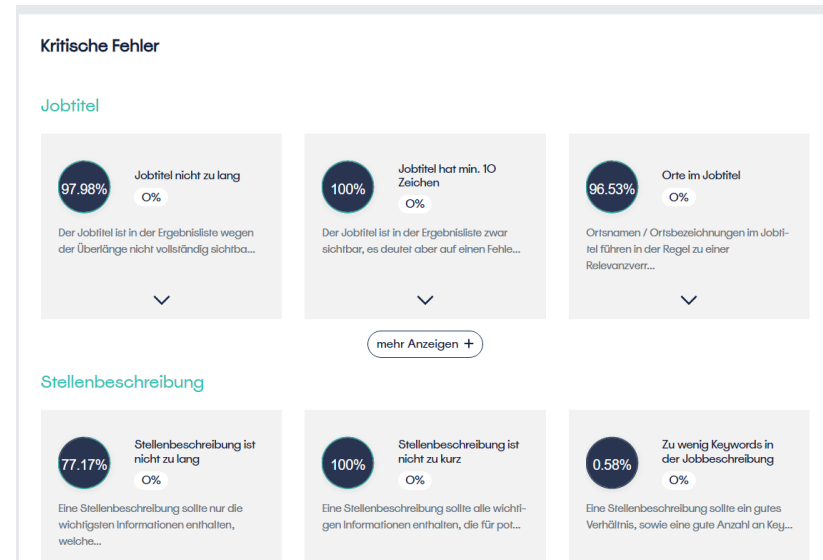 Kritische Fehler
Jobtitel
97.98%
Jobtitel nicht zu lang
0%
Der Jobtitel ist in der Ergebnisliste wegen
der Überlänge nicht vollständig sichtba...
100%
Jobtitel hat min. 10
Zeichen
0%
Der Jobtitel ist in der Ergebnisliste zwar
sichtbar, es deutet aber auf einen Fehle...
96.53%
Orte im Jobtitel
0%
Ortsnamen / Ortsbezeichnungen im Jobti-
tel führen in der Regel zu einer
Relevanzverr...
mehr Anzeigen +
Stellenbeschreibung
77.17%
Stellenbeschreibung ist
nicht zu lang
0%
Eine Stellenbeschreibung sollte nur die
wichtigsten Informationen enthalten,
welche...
100%
Stellenbeschreibung ist
nicht zu kurz
0%
Eine Stellenbeschreibung sollte alle wichti-
gen Informationen enthalten, die für pot...
0.58%
Zu wenig Keywords in
der Jobbeschreibung
0%
Eine Stellenbeschreibung sollte ein gutes
Verhältnis, sowie eine gute Anzahl an Key...